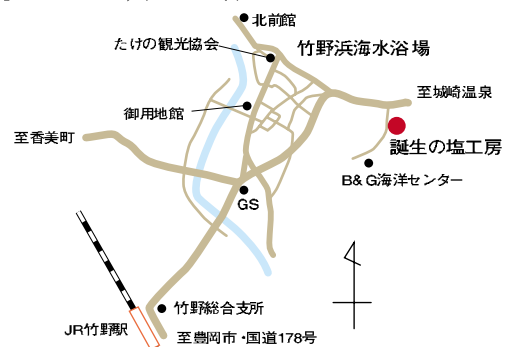 北前館
たけの観光協会
竹野浜海水浴場
至城崎温泉
御用地館
至香美町
誕生の塩工房
B&G海洋センター
GS
竹野総合支所
JR竹野駅
至豊岡市・国道178号